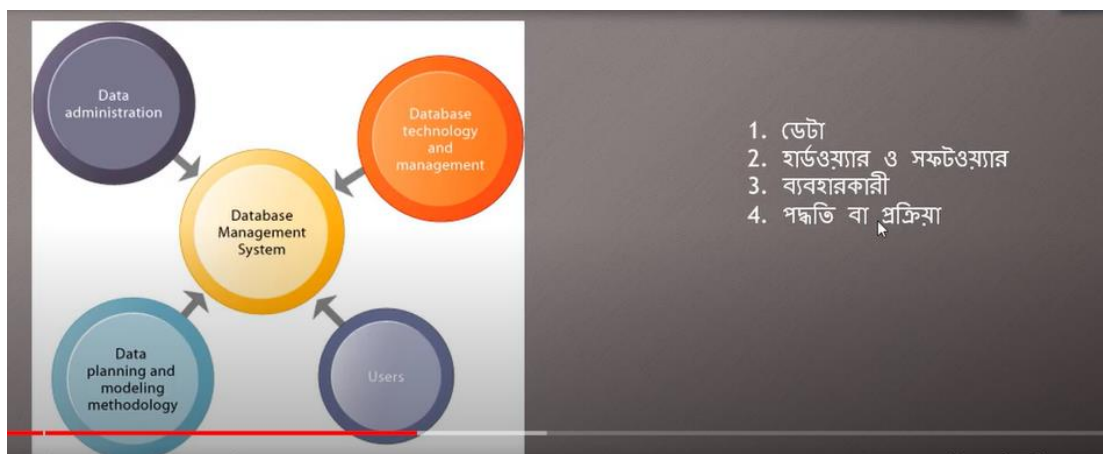 Data
administration
Database
technology
and
management
Database
Management
System
Data
planning and
modeling
methodology
Users
1. ডেটা
2. হার্ডওয়্যার ও সফটওয়্যার
3. ব্যবহারকারী
4. পদ্ধতি বা প্রক্রিয়া